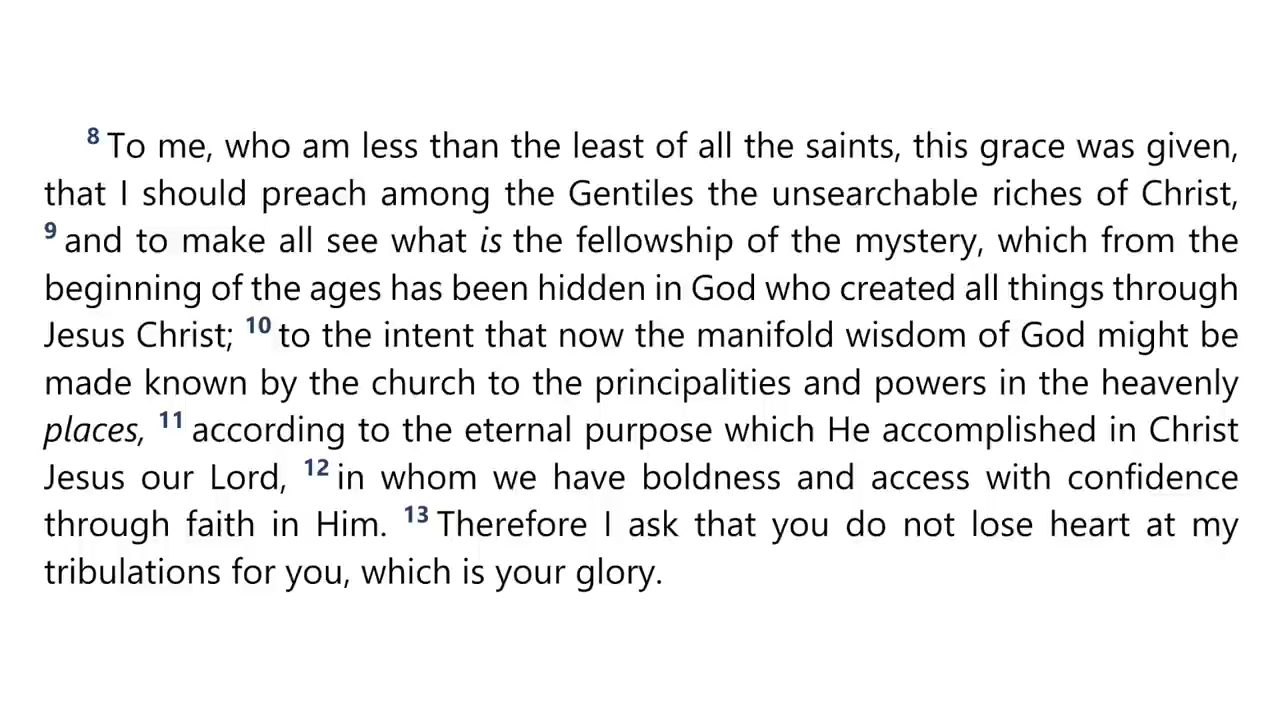 8 To me, who am less than the least of all the saints, this grace was given,
that I should preach among the Gentiles the unsearchable riches of Christ,
9 and to make all see what is the fellowship of the mystery, which from the
beginning of the ages has been hidden in God who created all things through
Jesus Christ; 10 to the intent that now the manifold wisdom of God might be
made known by the church to the principalities and powers in the heavenly
places, 11 according to the eternal purpose which He accomplished in Christ
Jesus our Lord, 12 in whom we have boldness and access with confidence
through faith in Him. 13 Therefore I ask that you do not lose heart at my
tribulations for you, which is your glory.